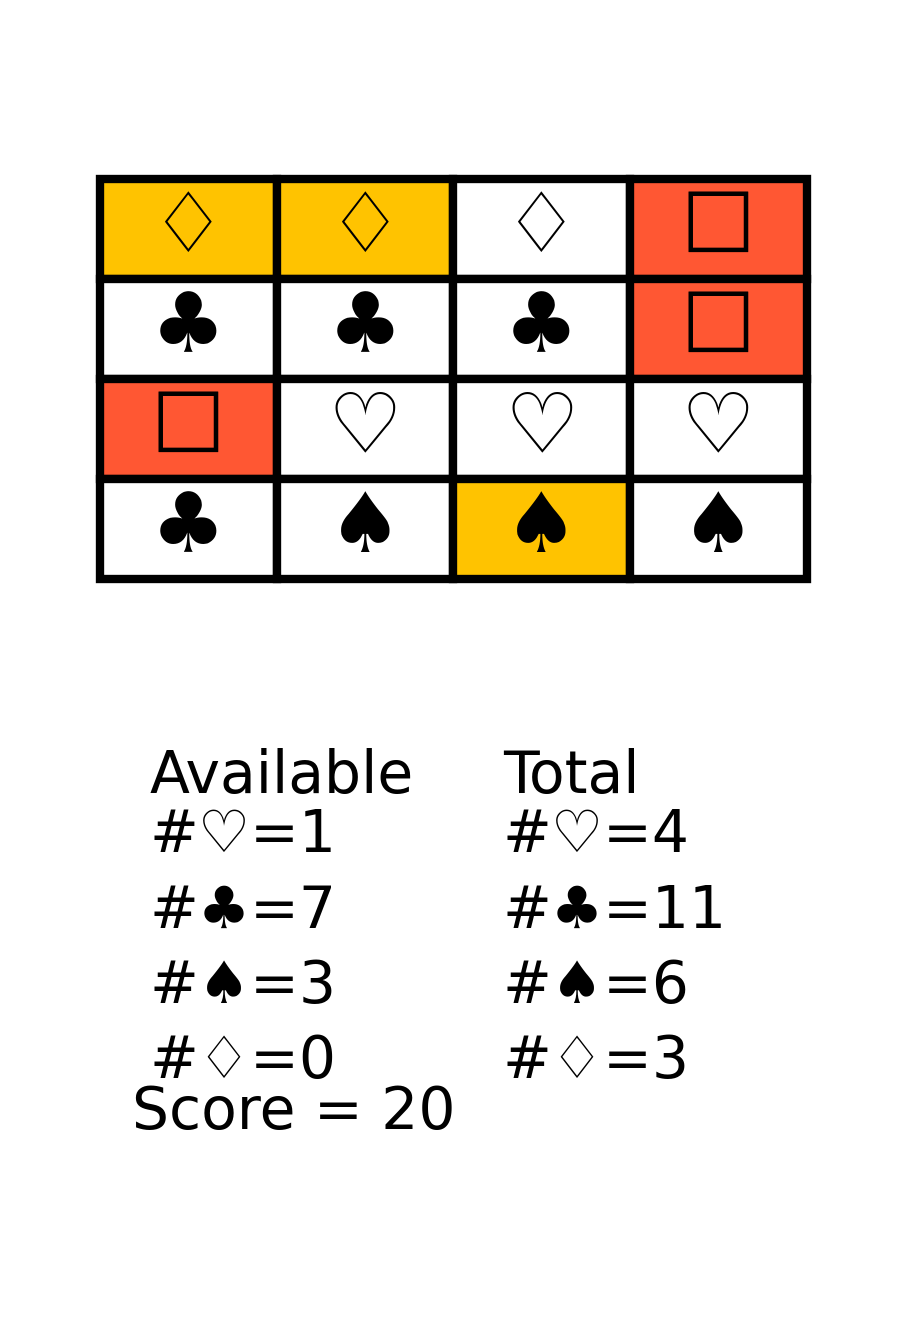 ♢ ♢ ♢ □
♣ ♣ ♣ □
□ ♡ ♡ ♡
♣ ♠ ♠ ♠
Available Total
#♡=1 #♡=4
#♣=7 #♣=11
#♠=3 #♠=6
#♢=0 #♢=3
Score = 20